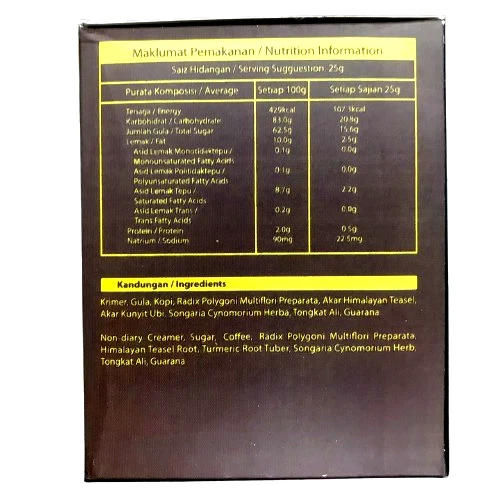 Maklumat Pemakanan / Nutrition Information
Saiz Hidangan / Serving Sugguestion: 25g
Purata Komposisi / Average Setiap 100g Setiap Sajian 25g
Tenaga / Energy 429kcal 107.3kcal
Karbohidrat / Carbohydrate 83.0g 20.8g
Jumlah Gula / Total Sugar 62.5g 15.6g
Lemak / Fat 10.0g 2.5g
Asid Lemak Monotidaktepu / 0.1g 0.0g
Monounsaturated Fatty Acids
Asid Lemak Politidaktepu / 0.1g 0.0g
Polyunsaturated Fatty Acids
Asid Lemak Tepu / 8.7g 2.2g
Saturated Fatty Acids
Asid Lemak Trans / 0.2g 0.0g
Trans Fatty Acids
Protein / Protein 2.0g 0.5g
Natrium / Sodium 90mg 22.5mg
Kandungan / Ingredients
Krimer, Gula, Kopi, Radix Polygoni Multiflori Preparata, Akar Himalayan Teasel,
Akar Kunyit Ubi, Songaria Cynomorium Herba, Tongkat Ali, Guarana
Non-diary Creamer, Sugar, Coffee, Radix Polygoni Multiflori Preparata,
Himalayan Teasel Root, Turmeric Root Tuber, Songaria Cynomorium Herb,
Tongkat Ali, Guarana